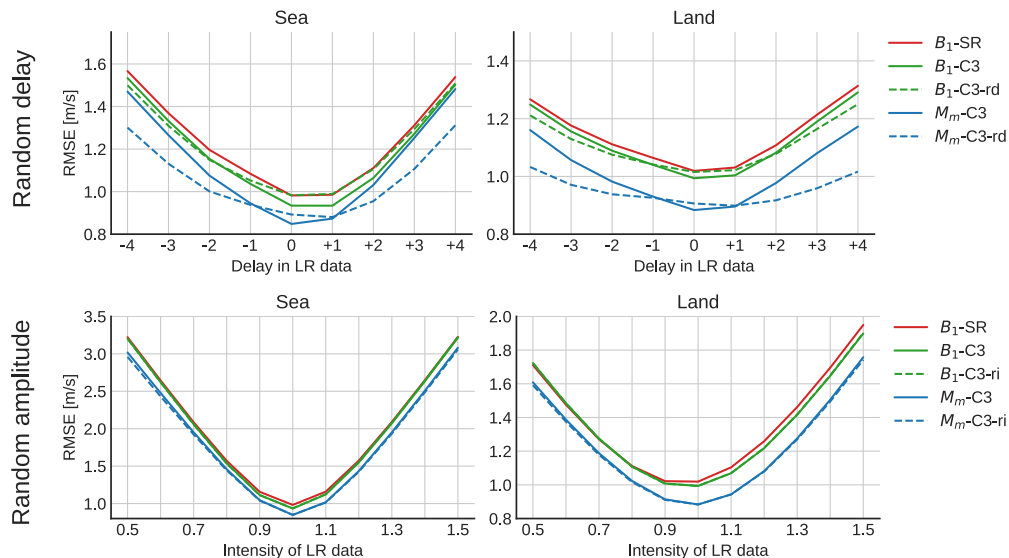 Sea
Land
Random delay
RMSE [m/s]
1.6
1.4
1.2
1.0
0.8
-4 -3 -2 -1 0 +1 +2 +3 +4
Delay in LR data
1.4
1.2
1.0
0.8
-4 -3 -2 -1 0 +1 +2 +3 +4
Delay in LR data
B1-SR
B1-C3
B1-C3-rd
Mm-C3
Mm-C3-rd
Sea
Land
Random amplitude
RMSE [m/s]
3.5
3.0
2.5
2.0
1.5
1.0
0.5 0.7 0.9 1.1 1.3 1.5
Intensity of LR data
2.0
1.8
1.6
1.4
1.2
1.0
0.8
0.5 0.7 0.9 1.1 1.3 1.5
Intensity of LR data
B1-SR
B1-C3
B1-C3-ri
Mm-C3
Mm-C3-ri